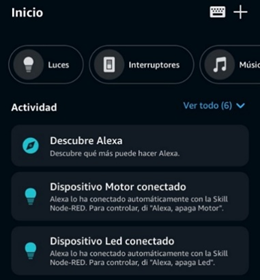 Inicio
Luces
Interruptores
Actividad
Ver todo (6)
Descubre Alexa
Descubre qué más puede hacer Alexa.
Dispositivo Motor conectado
Alexa lo ha conectado automáticamente con la Skill
Node-RED. Para controlar, di "Alexa, apaga Motor".
Dispositivo Led conectado
Alexa lo ha conectado automáticamente con la Skill
Node-RED. Para controlar, di "Alexa, apaga Led".